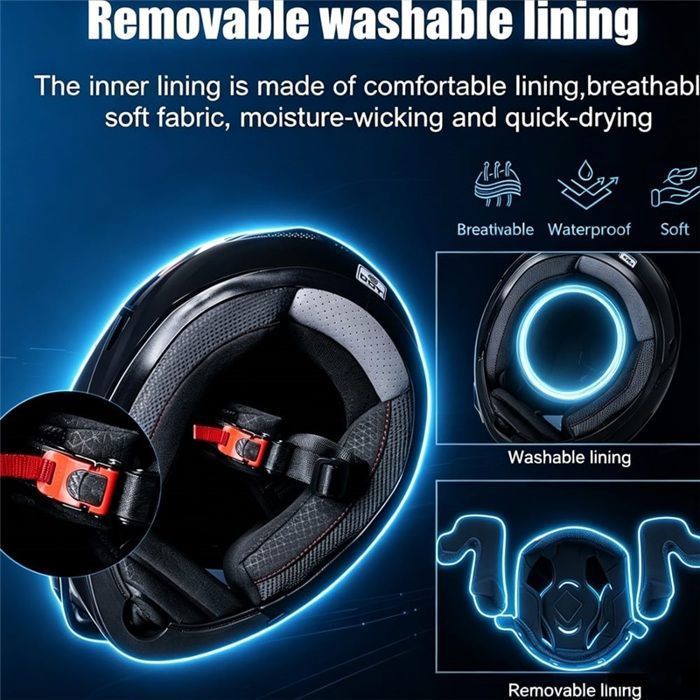 Removable washable lining
The inner lining is made of comfortable lining,breathabl
soft fabric, moisture-wicking and quick-drying
Breativable Waterproof Soft
DOT
Washable lining
Removable lining